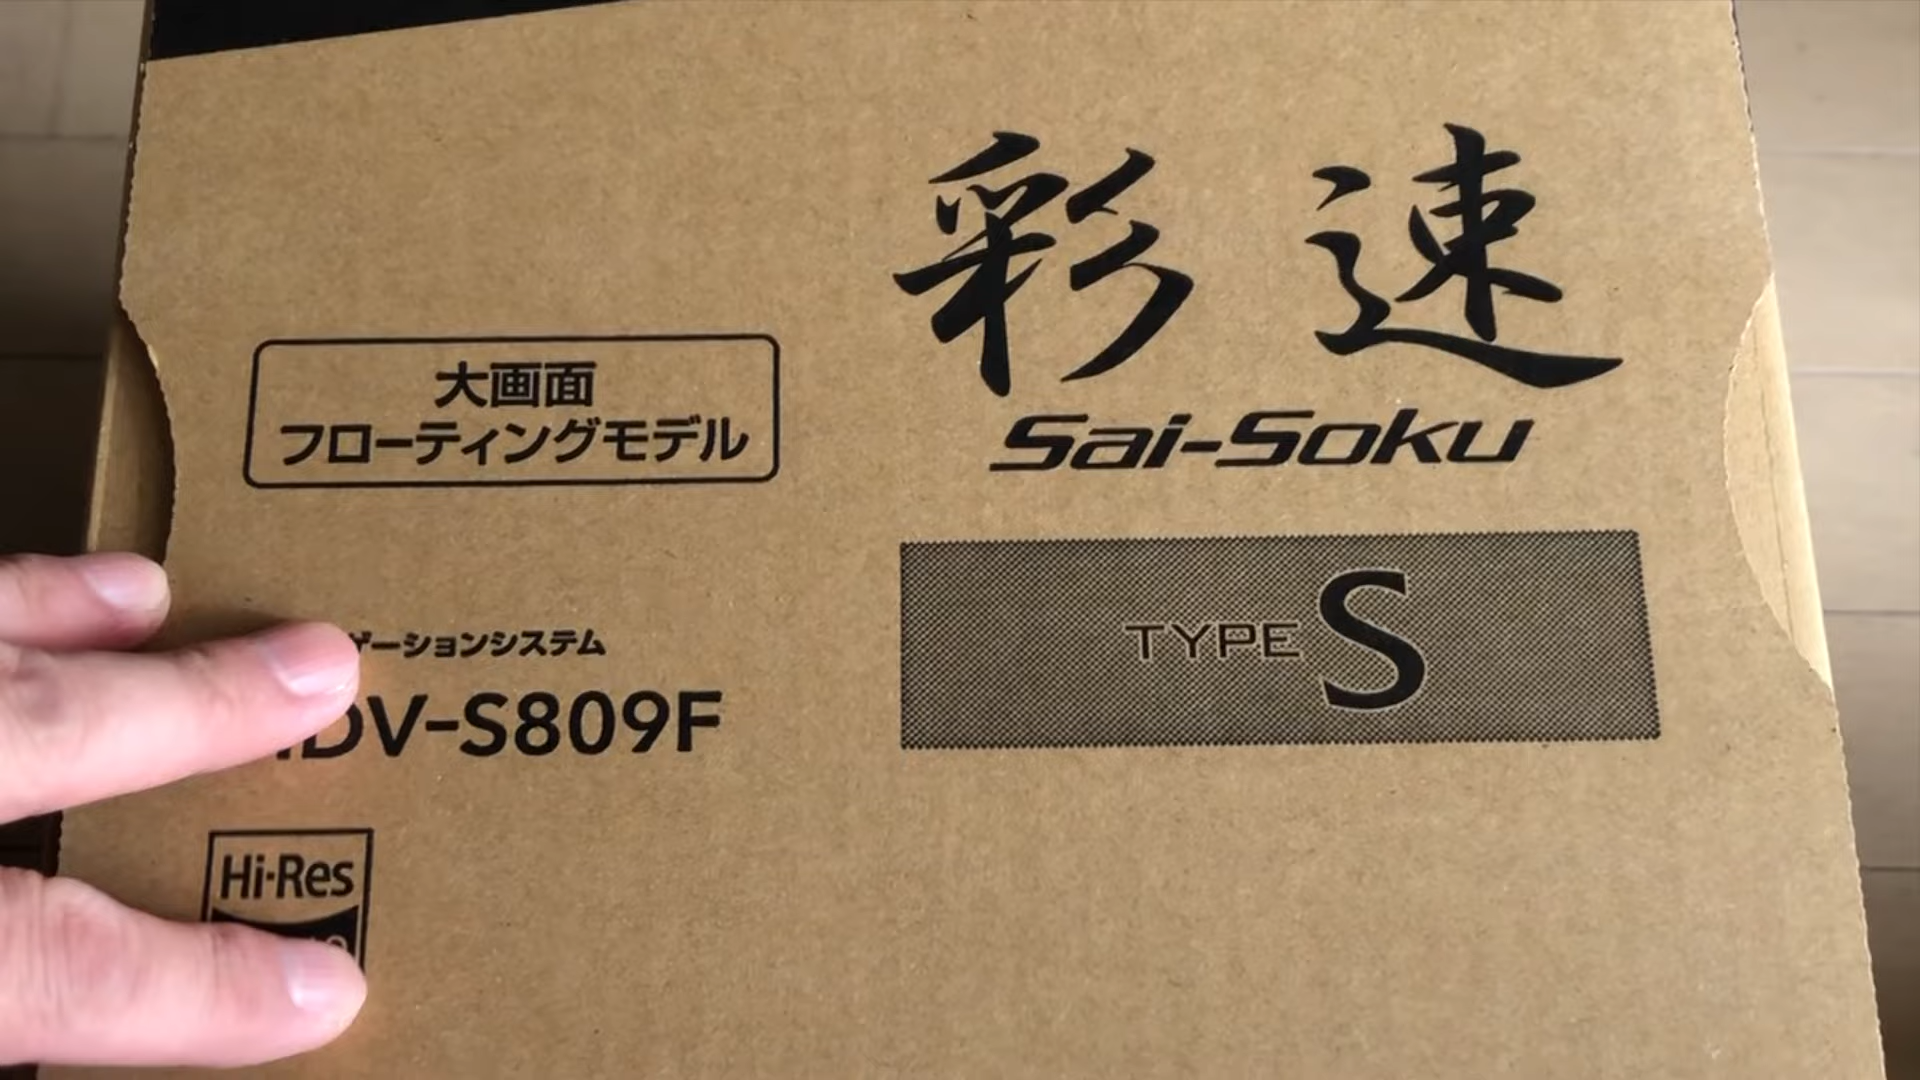 彩速
Sai-Soku
大画面
フローティングモデル
TYPE S
ゲーションシステム
DV-S809F
Hi-Res